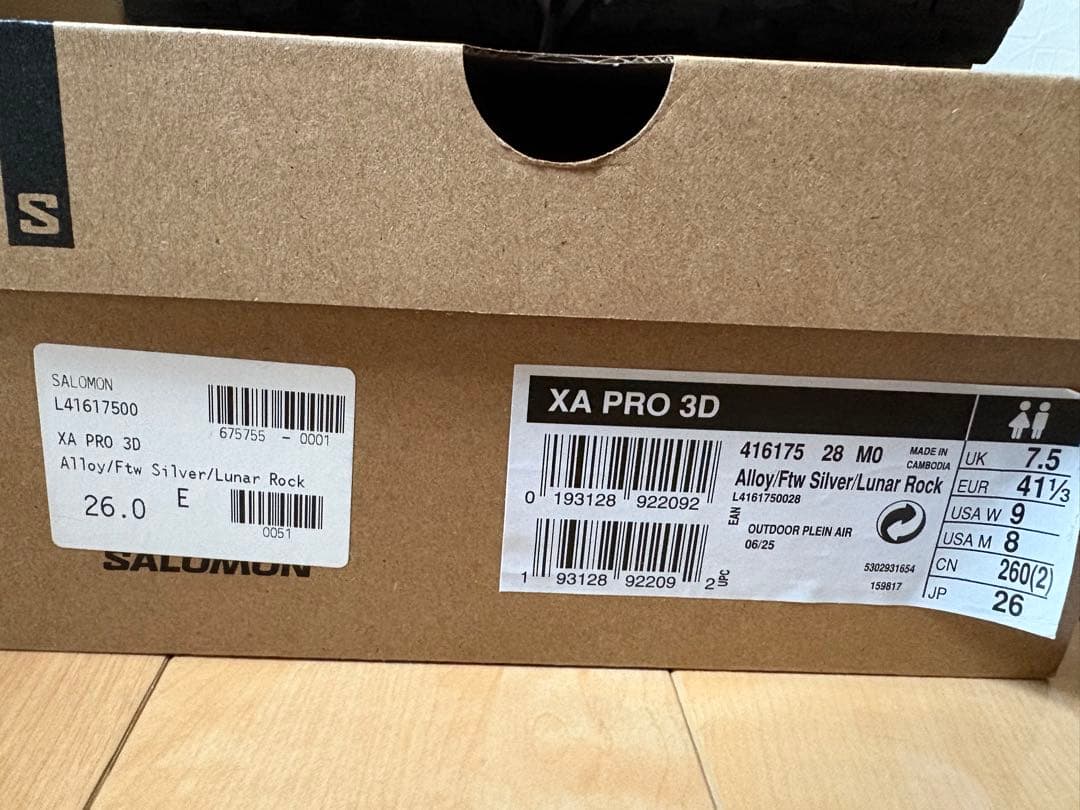 S
SALOMON
L41617500
675755 - 0001
XA PRO 3D
Alloy/Ftw Silver/Lunar Rock
26.0 E
0051
SALOMON
XA PRO 3D
0 193128 922092
EAN
1 93128 92209 2
UPC
416175 28 M0
MADE IN
CAMBODIA
Alloy/Ftw Silver/Lunar Rock
L4161750028
OUTDOOR PLEIN AIR
06/25
5302931654
159817
UK 7.5
EUR 41 1/3
USA W 9
USA M 8
CN 260(2)
JP 26